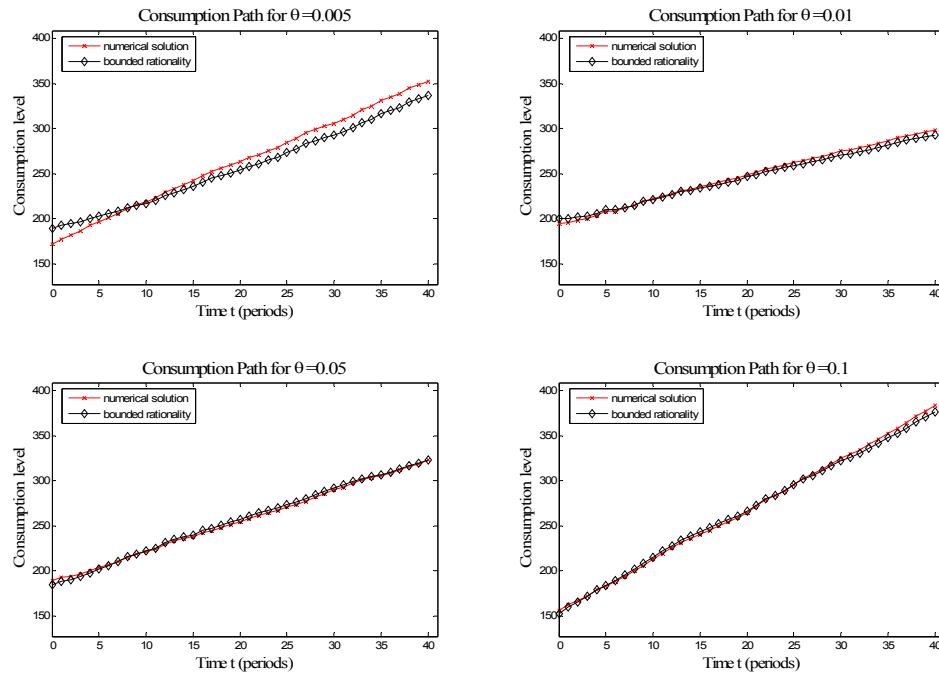 Consumption Path for θ=0.005
numerical solution
bounded rationality
Consumption level
400
350
300
250
200
150
0 5 10 15 20 25 30 35 40
Time t (periods)
Consumption Path for θ=0.01
numerical solution
bounded rationality
Consumption level
400
350
300
250
200
150
0 5 10 15 20 25 30 35 40
Time t (periods)
Consumption Path for θ=0.05
numerical solution
bounded rationality
Consumption level
400
350
300
250
200
150
0 5 10 15 20 25 30 35 40
Time t (periods)
Consumption Path for θ=0.1
numerical solution
bounded rationality
Consumption level
400
350
300
250
200
150
0 5 10 15 20 25 30 35 40
Time t (periods)